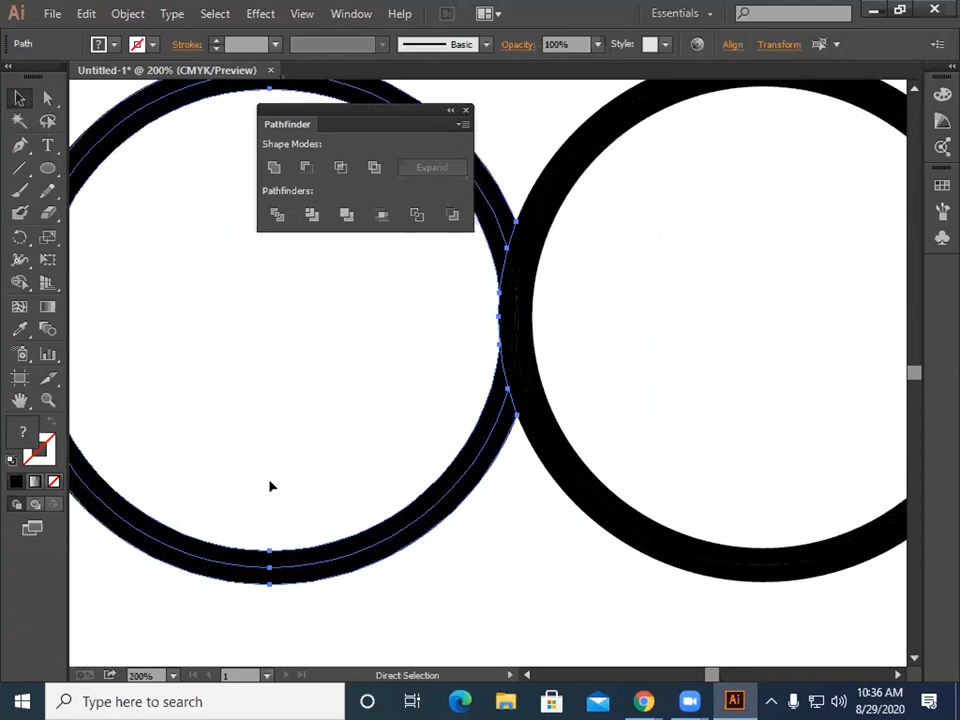 Ai File Edit Object Type Select Effect View Window Help Br Essentials
Path ? Stroke: Basic Opacity: 100% Style: Align Transform
Untitled-1* @ 200% (CMYK/Preview) ×
Pathfinder
Shape Modes:
Expand
Pathfinders:
T
?
200% 1 Direct Selection
Type here to search
Ai
10:36 AM
8/29/2020